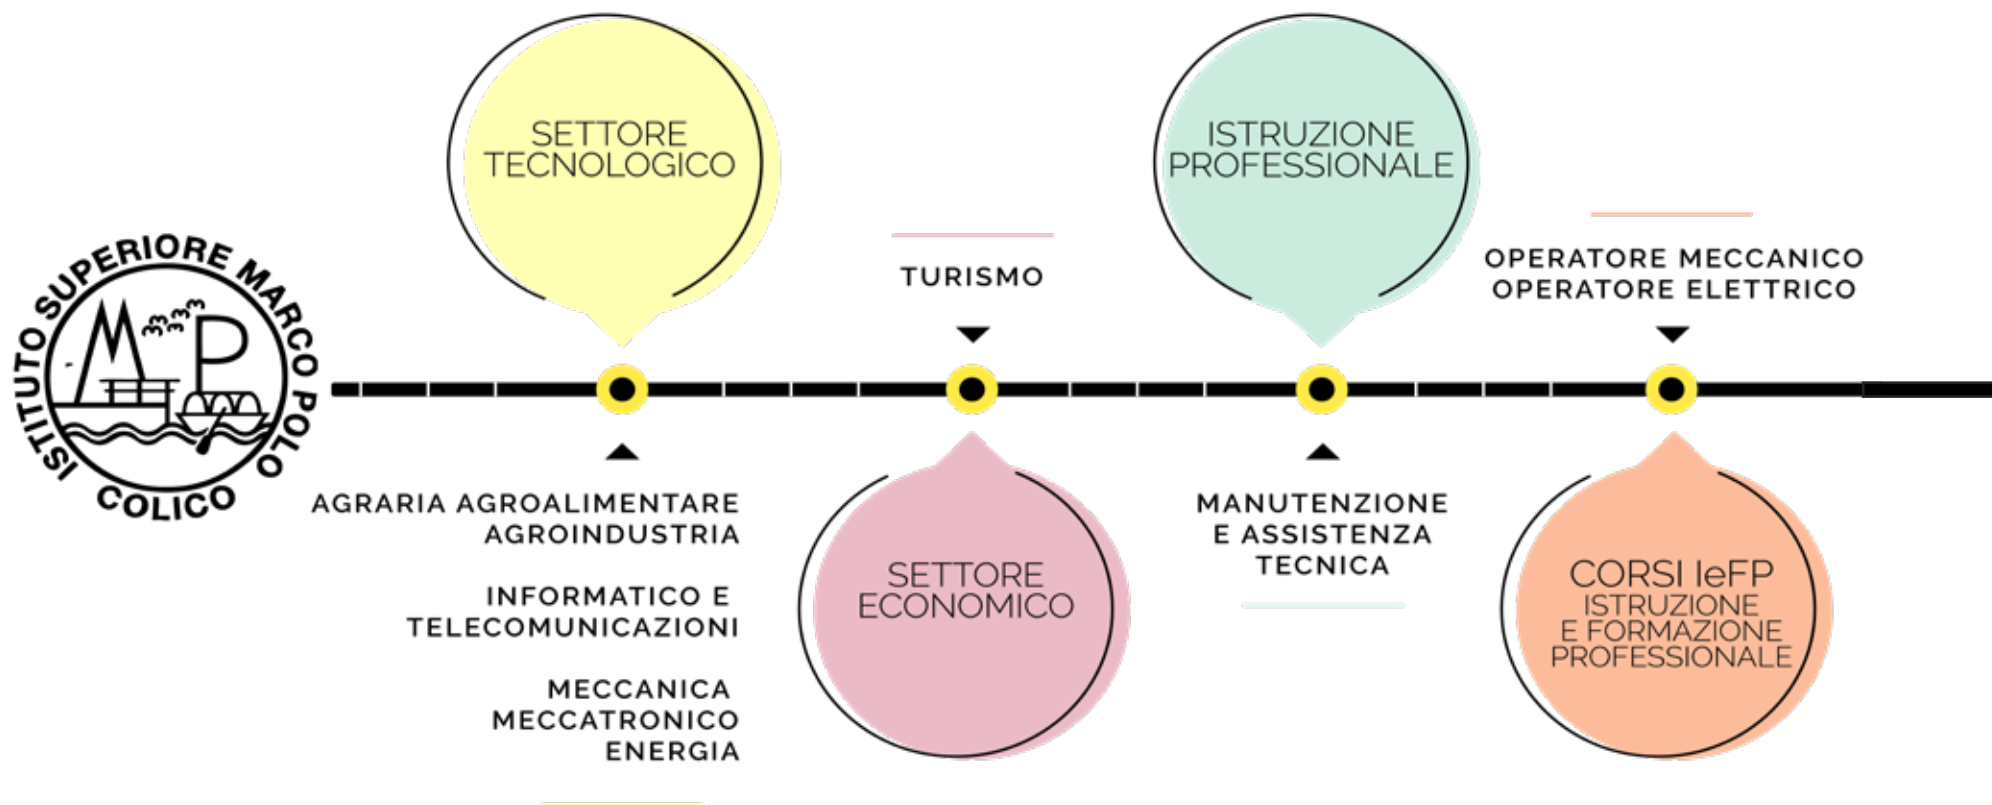 ISTITUTO SUPERIORE MARCO POLO
COLICO
MP
SETTORE
TECNOLOGICO
AGRARIA AGROALIMENTARE
AGROINDUSTRIA
INFORMATICO E
TELECOMUNICAZIONI
MECCANICA
MECCATRONICO
ENERGIA
TURISMO
SETTORE
ECONOMICO
ISTRUZIONE
PROFESSIONALE
MANUTENZIONE
E ASSISTENZA
TECNICA
OPERATORE MECCANICO
OPERATORE ELETTRICO
CORSI IeFP
ISTRUZIONE
E FORMAZIONE
PROFESSIONALE